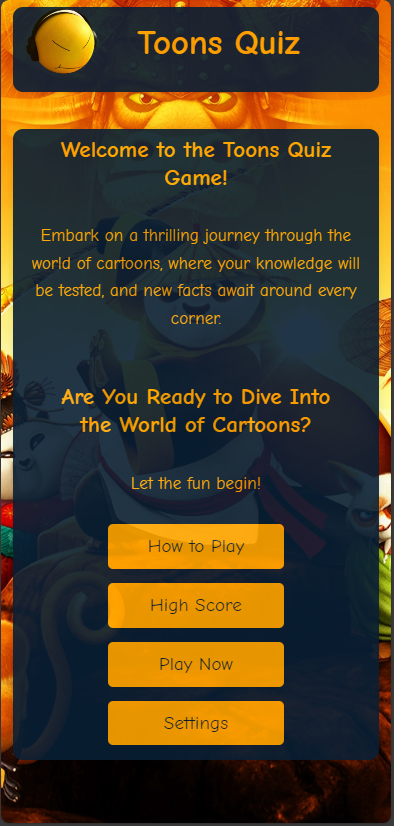 Toons Quiz
Welcome to the Toons Quiz
Game!
Embark on a thrilling journey through the
world of cartoons, where your knowledge will
be tested, and new facts await around every
corner.
Are You Ready to Dive Into
the World of Cartoons?
Let the fun begin!
How to Play
High Score
Play Now
Settings